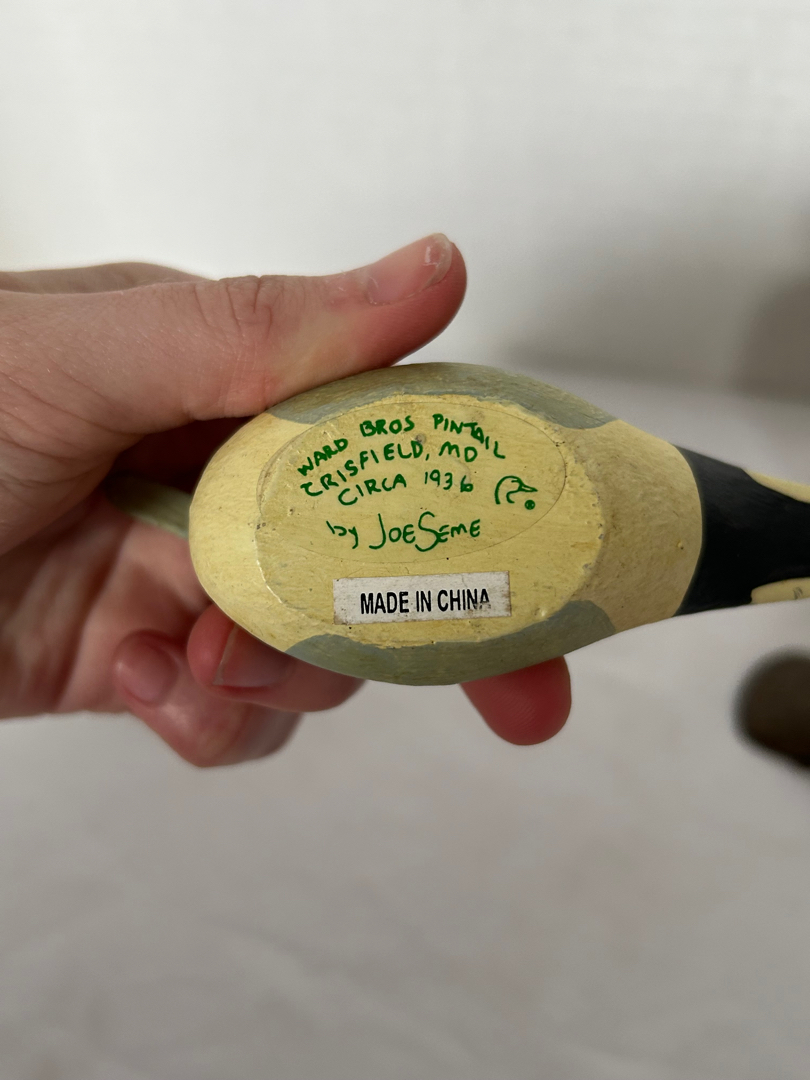 WARD BROS PINTAIL
CRISFIELD, MD
CIRCA 1936
®
by JOE SEME
MADE IN CHINA